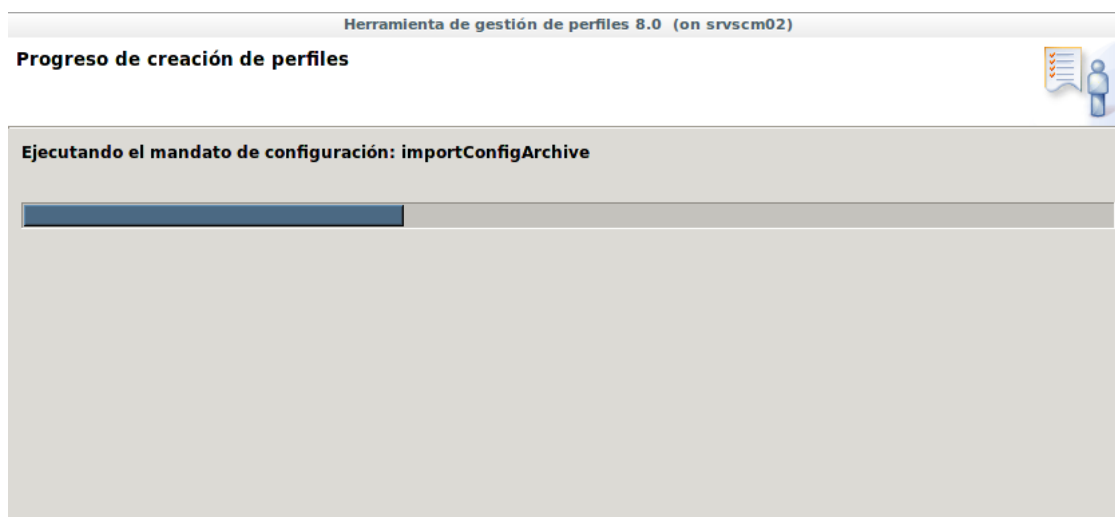 Herramienta de gestión de perfiles 8.0 (on srvscm02)
Progreso de creación de perfiles
Ejecutando el mandato de configuración: importConfigArchive